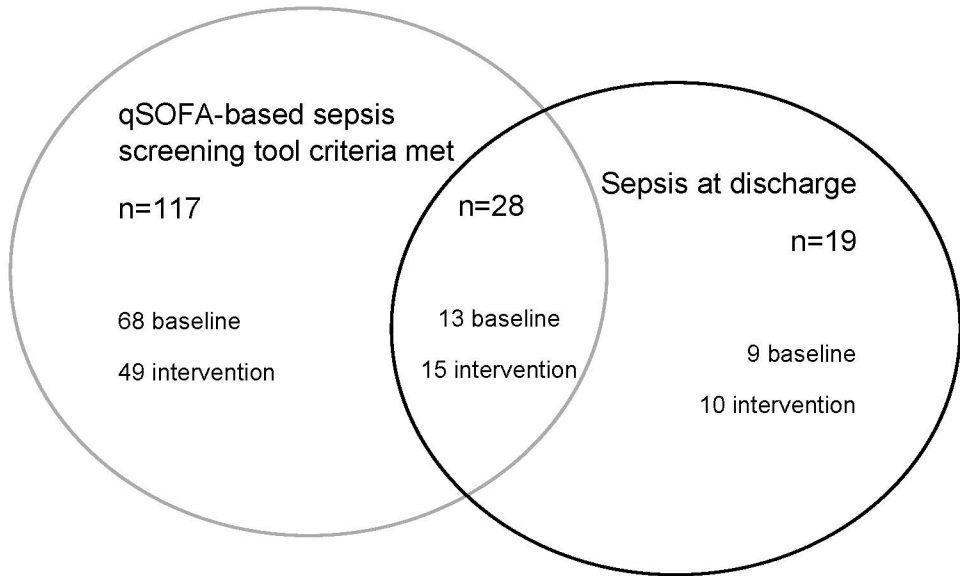 qSOFA-based sepsis
screening tool criteria met
n=117
68 baseline
49 intervention
n=28
13 baseline
15 intervention
Sepsis at discharge
n=19
9 baseline
10 intervention